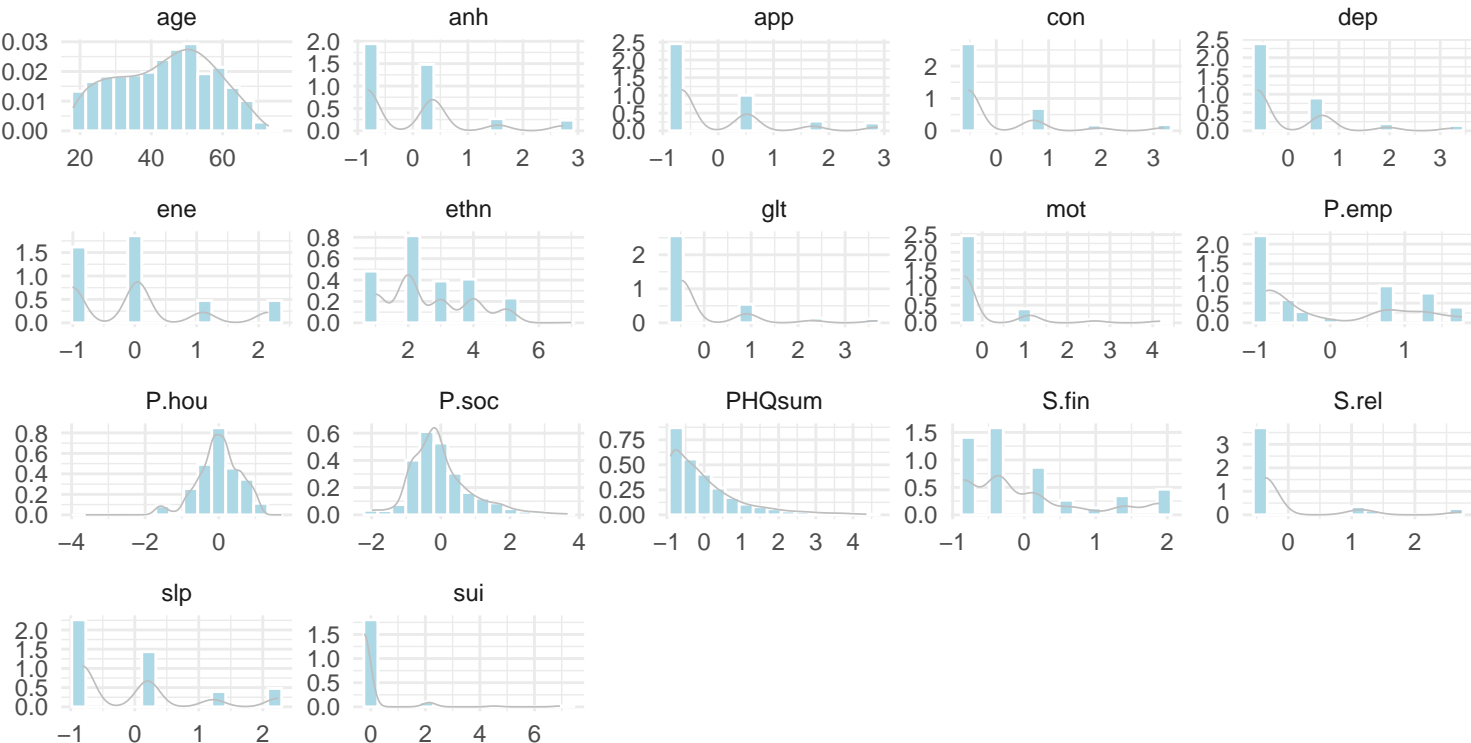 age anh app con dep
0.03 0.02 0.01 0.00
20 40 60
2.0 1.5 1.0 0.5 0.0
−1 0 1 2 3
2.5 2.0 1.5 1.0 0.5 0.0
−1 0 1 2 3
2 1 0
0 1 2 3
2.5 2.0 1.5 1.0 0.5 0.0
0 1 2 3
ene ethn glt mot P.emp
1.5 1.0 0.5 0.0
−1 0 1 2
0.8 0.6 0.4 0.2 0.0
2 4 6
2 1 0
0 1 2 3
2.5 2.0 1.5 1.0 0.5 0.0
0 1 2 3 4
2.0 1.5 1.0 0.5 0.0
−1 0 1
P.hou P.soc PHQsum S.fin S.rel
0.8 0.6 0.4 0.2 0.0
−4 −2 0
0.6 0.4 0.2 0.0
−2 0 2 4
0.75 0.50 0.25 0.00
−1 0 1 2 3 4
1.5 1.0 0.5 0.0
−1 0 1 2
3 2 1 0
0 1 2
slp sui
2.0 1.5 1.0 0.5 0.0
−1 0 1 2
1.5 1.0 0.5 0.0
0 2 4 6